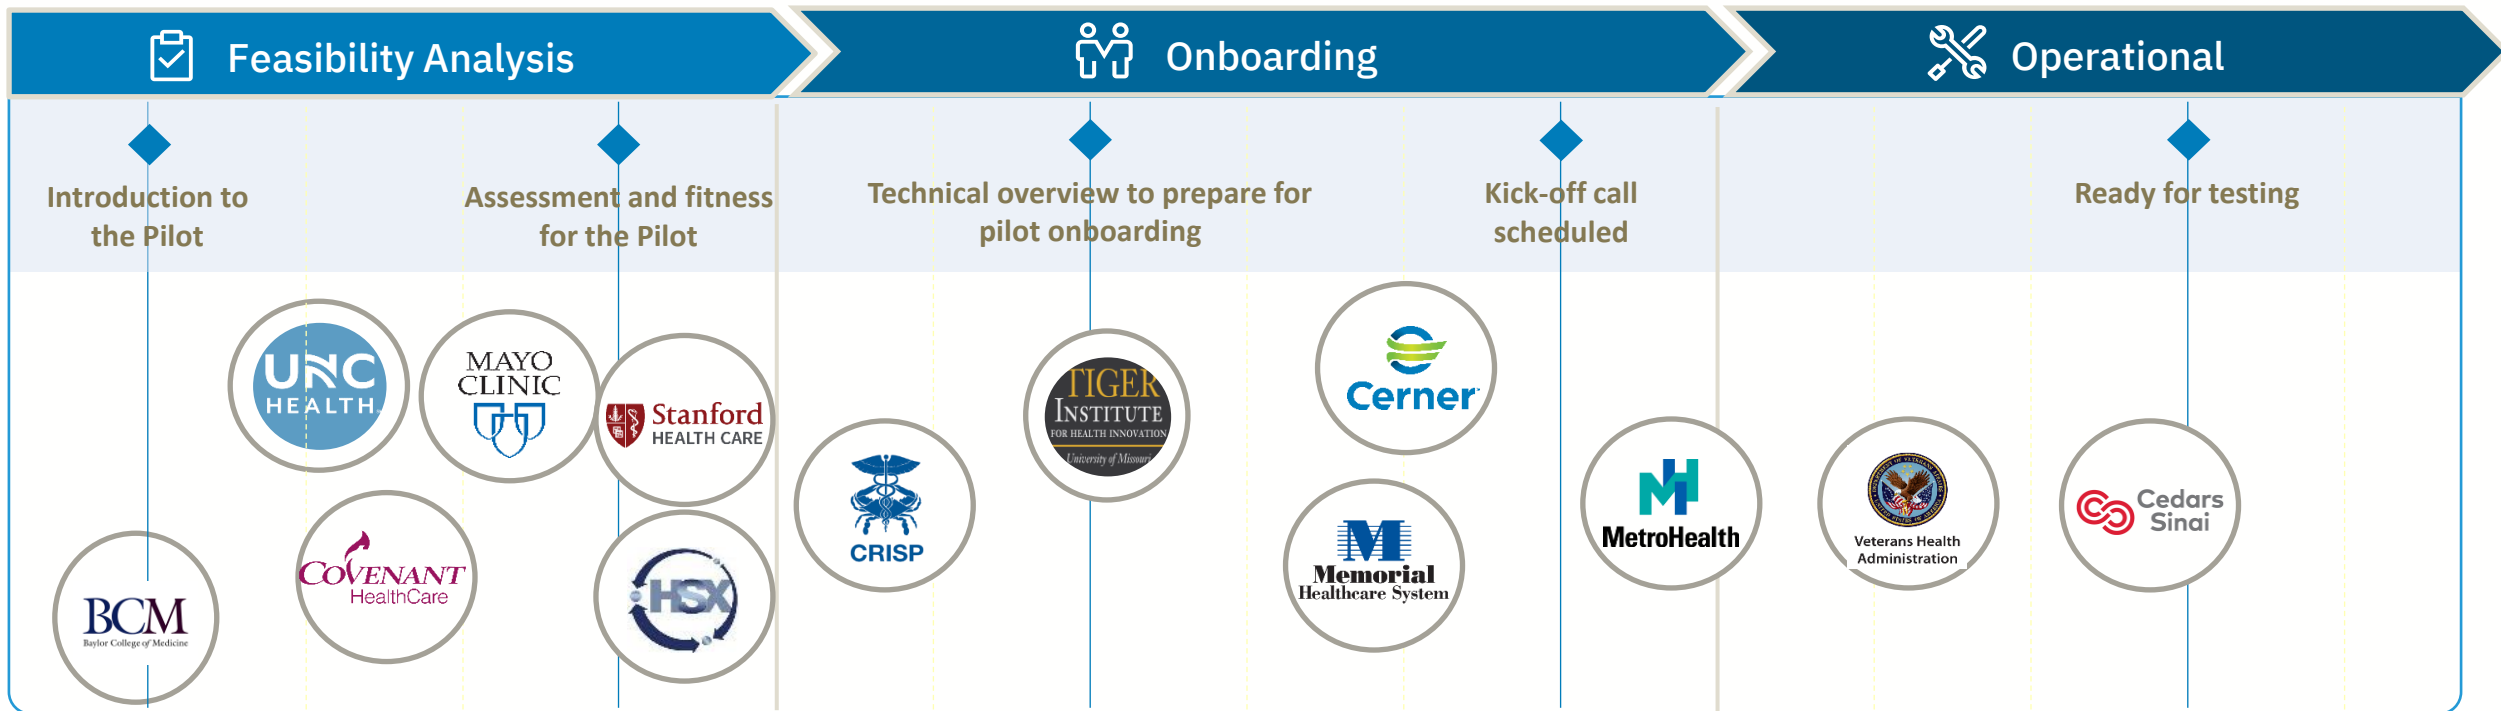 Feasibility Analysis
Onboarding
Operational
Introduction to
the Pilot
Assessment and fitness
for the Pilot
Technical overview to prepare for
pilot onboarding
Kick-off call
scheduled
Ready for testing
UNC
HEALTH
MAYO
CLINIC
Stanford
HEALTH CARE
BCM
Baylor College of Medicine
COVENANT
HealthCare
HSX
CRISP
TIGER
INSTITUTE
FOR HEALTH INNOVATION
University of Missouri
Cerner
Memorial
Healthcare System
MetroHealth
Veterans Health
Administration
Cedars
Sinai